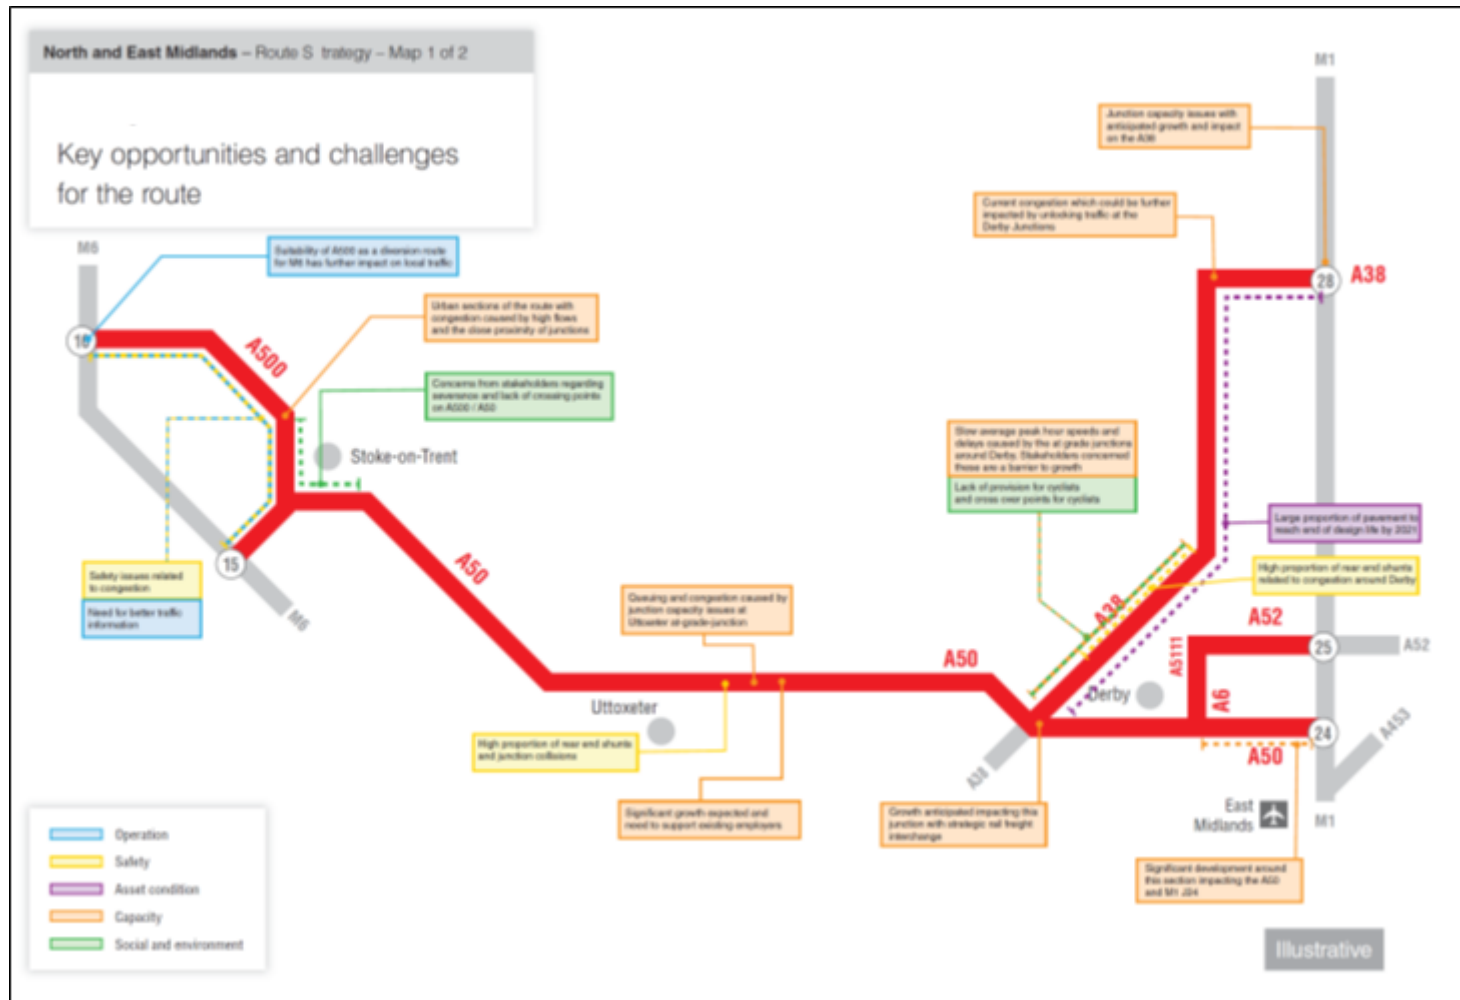 North and East Midlands – Route S trategy – Map 1 of 2
Key opportunities and challenges
for the route
M6
Suitability of A500 as a diversion route
for M6 has further impact on local traffic
Urban sections of the route with
congestion caused by high flows
and the close proximity of junctions
16
A500
Concerns from stakeholders regarding
severance and lack of crossing points
on A500 / A50
Stoke-on-Trent
15
M6
Safety issues related
to congestion
Need for better traffic
information
A50
Queuing and congestion caused by
junction capacity issues at
Uttoxeter at-grade-junction
Uttoxeter
High proportion of rear end shunts
and junction collisions
Significant growth expected and
need to support existing employers
A50
M1
Junction capacity issues with
anticipated growth and impact
on the A38
Current congestion which could be further
impacted by unlocking traffic at the
Derby Junctions
28
A38
Slow average peak hour speeds and
delays caused by the at grade junctions
around Derby. Stakeholders concerned
these are a barrier to growth
Lack of provision for cyclists
and cross over points for cyclists
Large proportion of pavement to
reach end of design life by 2021
High proportion of rear end shunts
related to congestion around Derby
A38
A52
A5111
25
A52
Derby
A6
24
A453
A50
A38
Growth anticipated impacting this
junction with strategic rail freight
interchange
East
Midlands
M1
Significant development around
this section impacting the A50
and M1 J24
Operation
Safety
Asset condition
Capacity
Social and environment
Illustrative